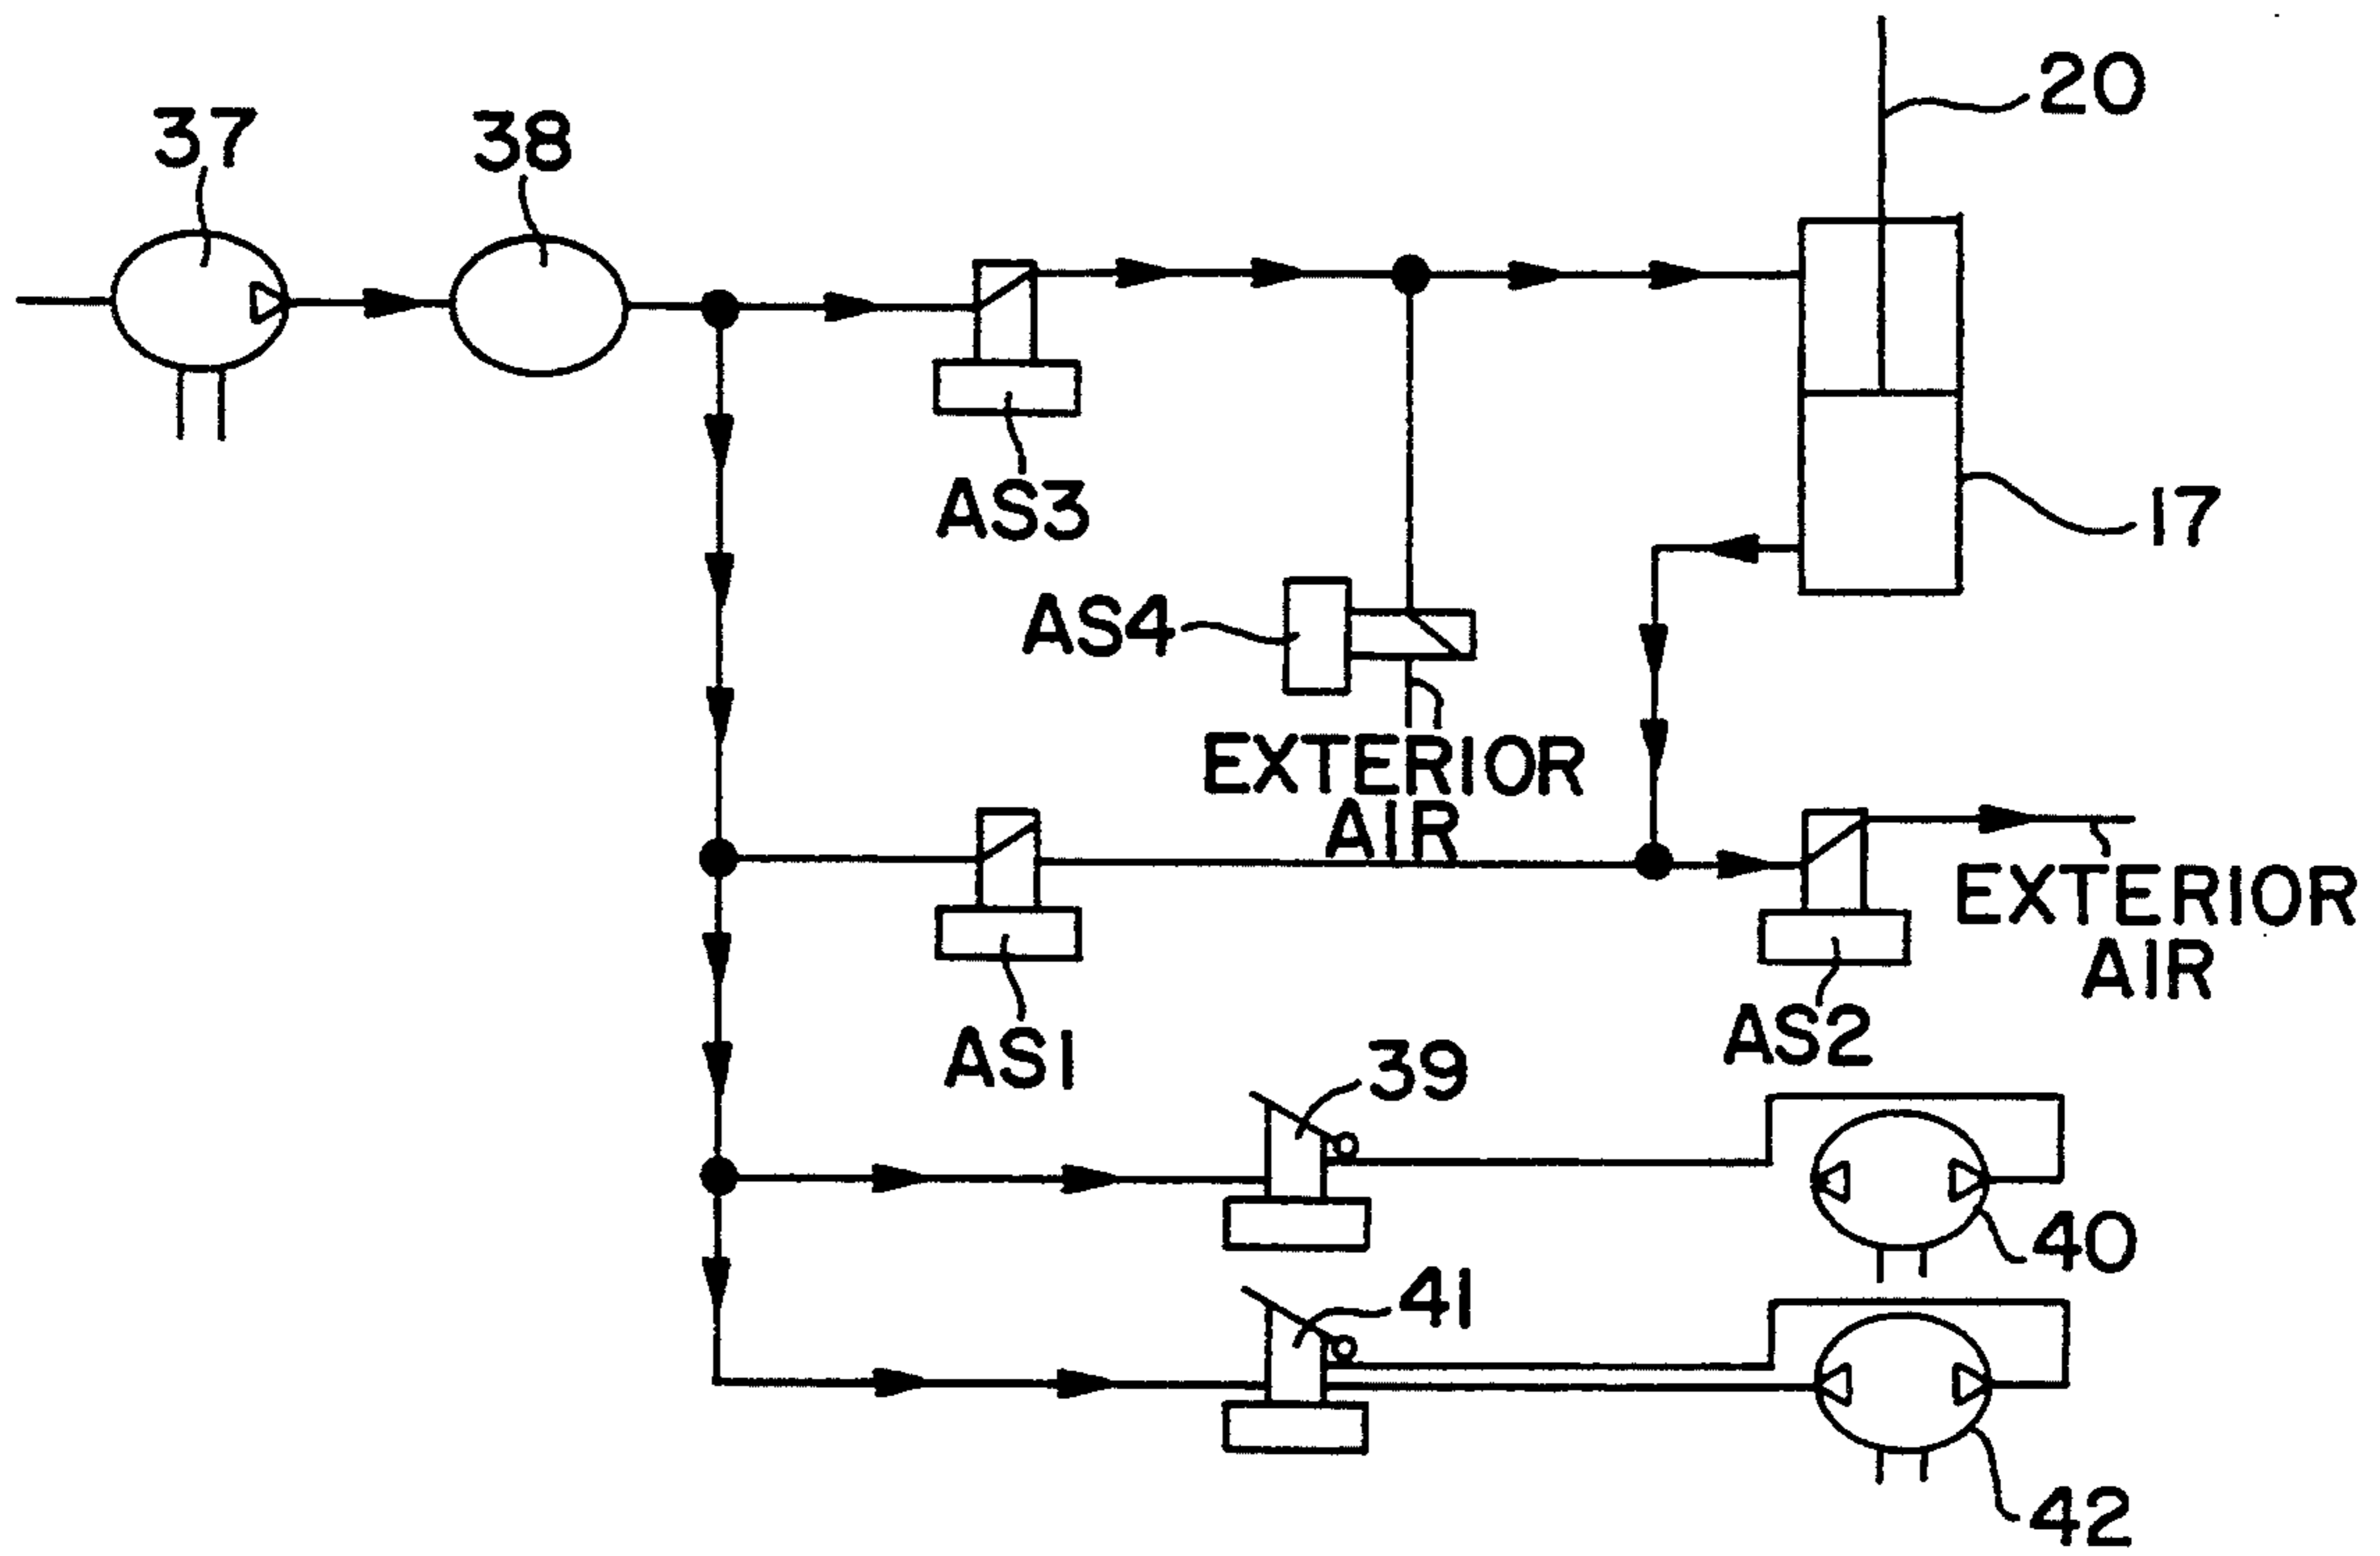 20
37
38
AS3
17
AS4
EXTERIOR
AIR
EXTERIOR
AIR
AS1
AS2
39
40
41
42